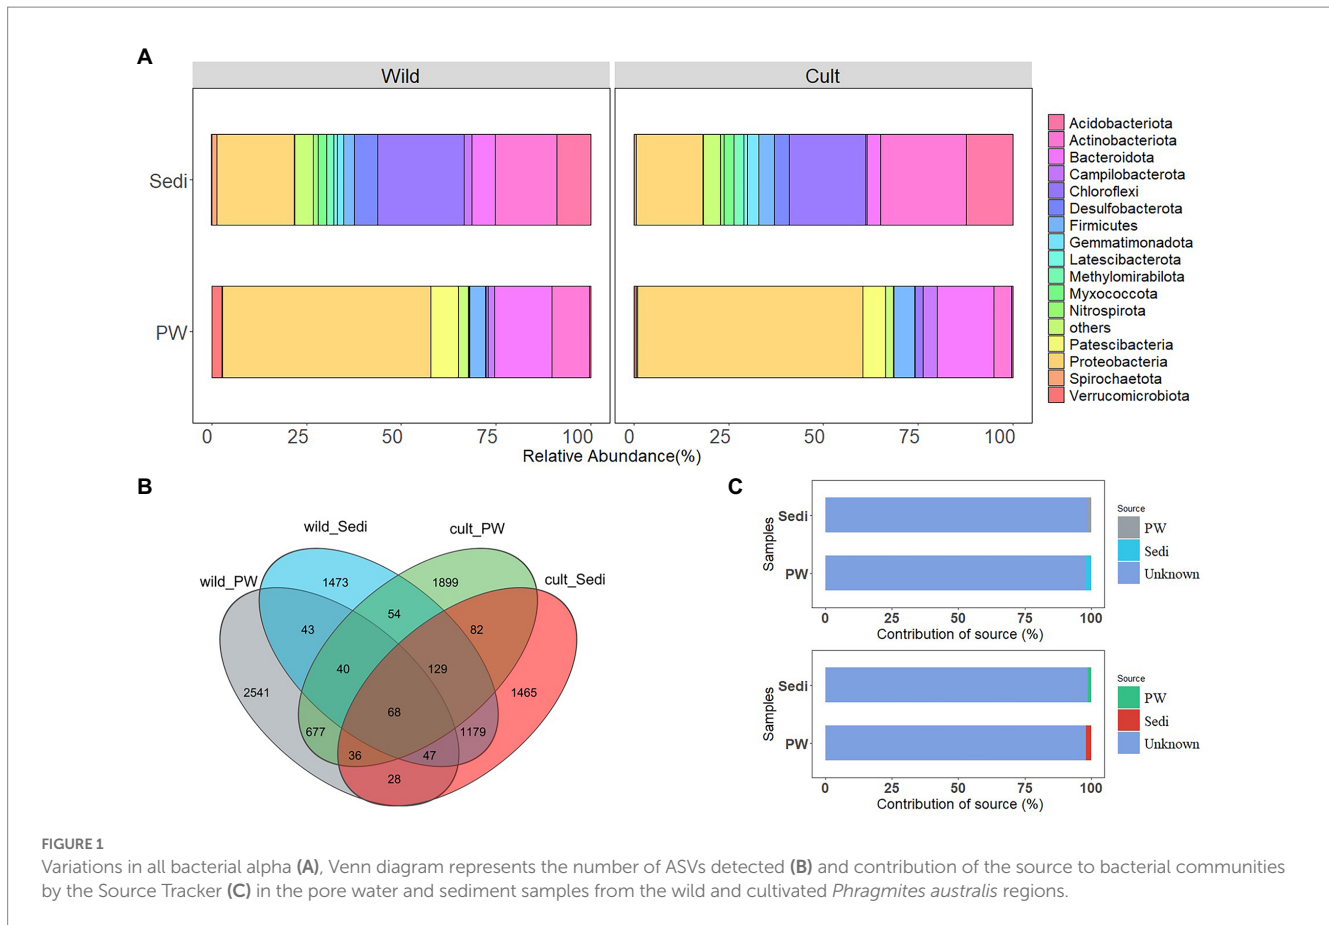 A
Wild
Cult
Sedi
PW
0
25
50
75
100
0
25
50
75
100
Relative Abundance(%)
Acidobacteriota
Actinobacteriota
Bacteroidota
Campilobacterota
Chloroflexi
Desulfobacterota
Firmicutes
Gemmatimonadota
Latescibacterota
Methylomirabilota
Myxococcota
Nitrospirota
others
Patescibacteria
Proteobacteria
Spirochaetota
Verrucomicrobiota
B
wild_PW
wild_Sedi
cult_PW
cult_Sedi
1473
1899
54
43
82
40
129
2541
1465
68
677
1179
36
47
28
C
Samples
Sedi
PW
0
25
50
75
100
Contribution of source (%)
Source
PW
Sedi
Unknown
Samples
Sedi
PW
0
25
50
75
100
Contribution of source (%)
Source
PW
Sedi
Unknown
FIGURE 1
Variations in all bacterial alpha (A), Venn diagram represents the number of ASVs detected (B) and contribution of the source to bacterial communities
by the Source Tracker (C) in the pore water and sediment samples from the wild and cultivated Phragmites australis regions.